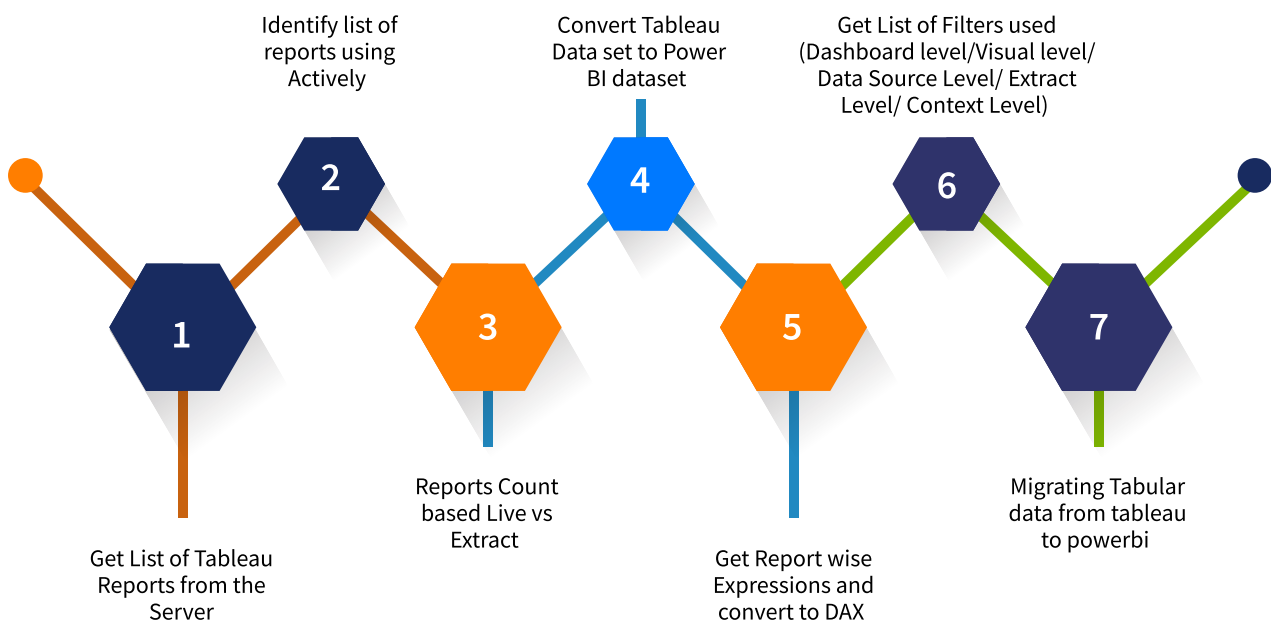 Identify list of
reports using
Actively
Convert Tableau
Data set to Power
BI dataset
Get List of Filters used
(Dashboard level/Visual level/
Data Source Level/ Extract
Level/ Context Level)
2
4
6
1
3
5
7
Reports Count
based Live vs
Extract
Migrating Tabular
data from tableau
to powerbi
Get List of Tableau
Reports from the
Server
Get Report wise
Expressions and
convert to DAX